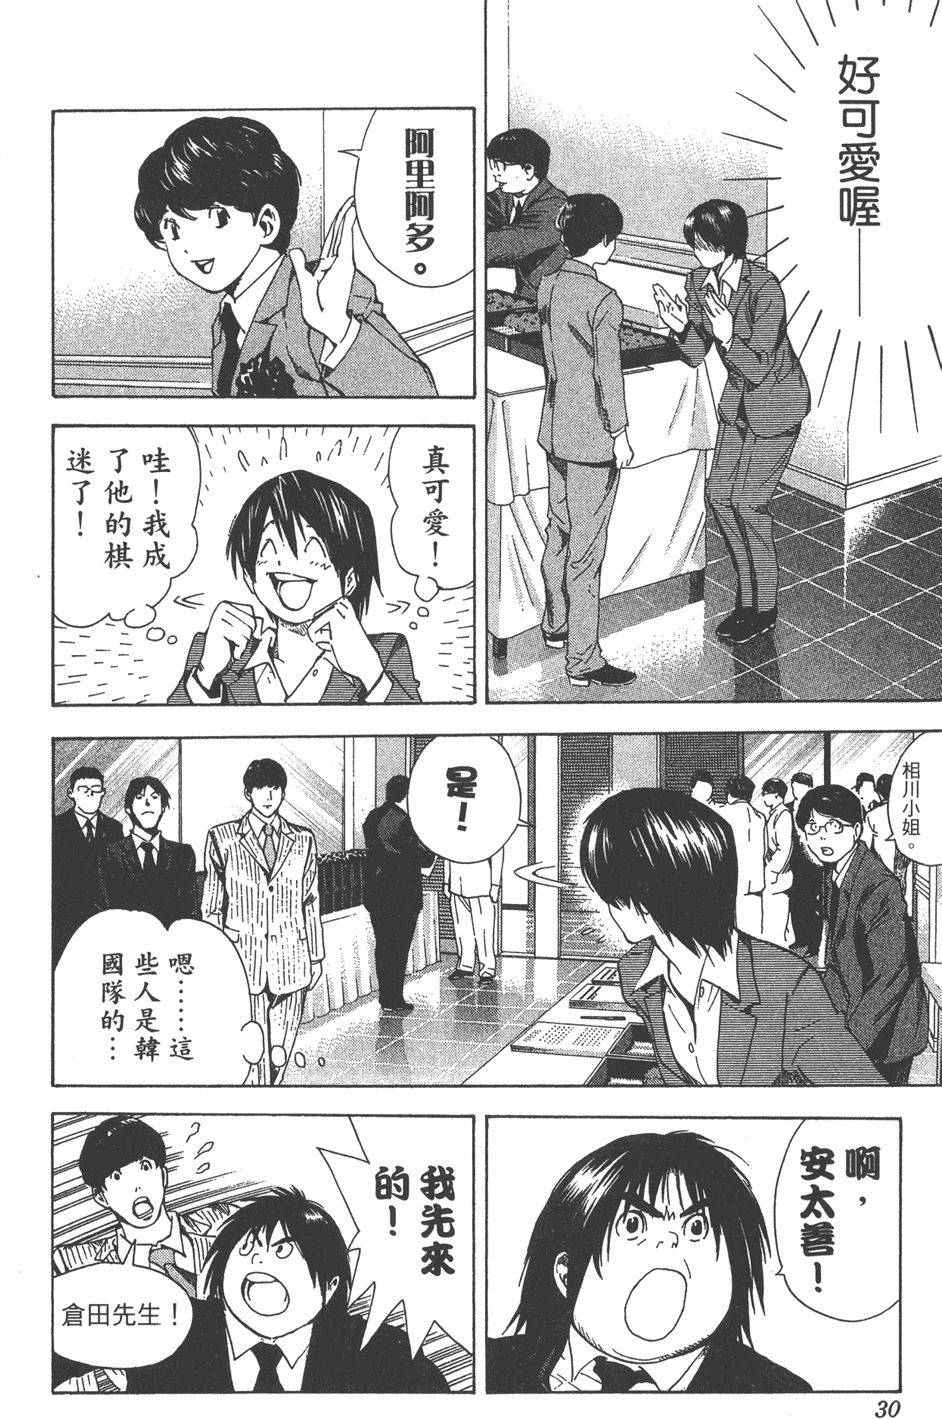 好可愛喔——
阿里阿多。
真可愛！
哇！我成
了他的棋
迷了！
相川小姐。
是！
嗯……這
些人是韓
國隊的…
啊，
安太善！
我先來
的！
倉田先生！
30